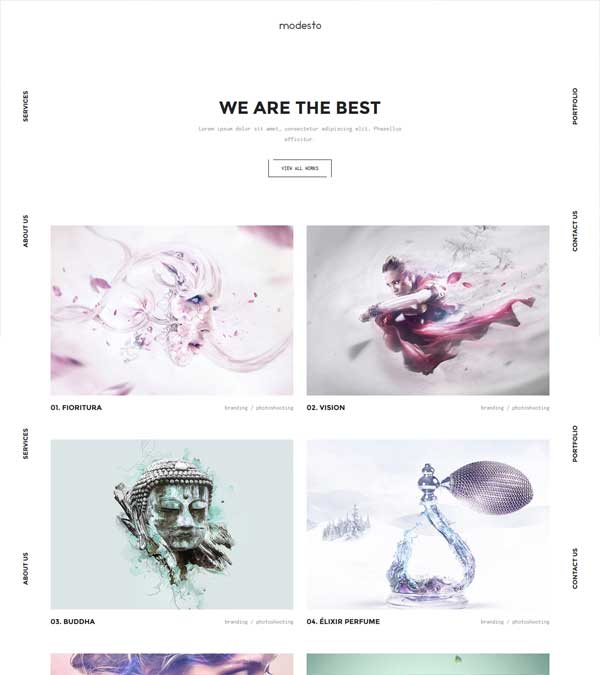 modesto
SERVICES
PORTFOLIO
WE ARE THE BEST
Lorem ipsum dolor sit amet, consectetur adipiscing elit. Phasellus
efficitur.
VIEW ALL WORKS
ABOUT US
CONTACT US
01. FIORITURA
branding / photoshooting
02. VISION
branding / photoshooting
SERVICES
PORTFOLIO
ABOUT US
CONTACT US
03. BUDDHA
branding / photoshooting
04. ÉLIXIR PERFUME
branding / photoshooting